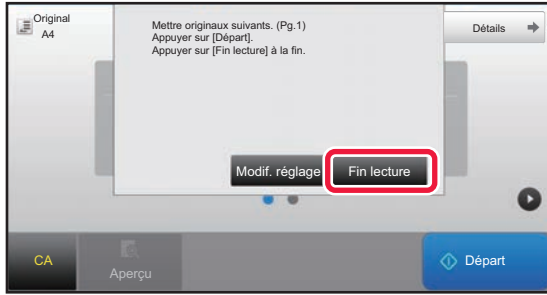 Original
A4
Mettre originaux suivants. (Pg.1)
Appuyer sur [Départ].
Appuyer sur [Fin lecture] à la fin.
Détails
Modif. réglage
Fin lecture
CA
Aperçu
Départ